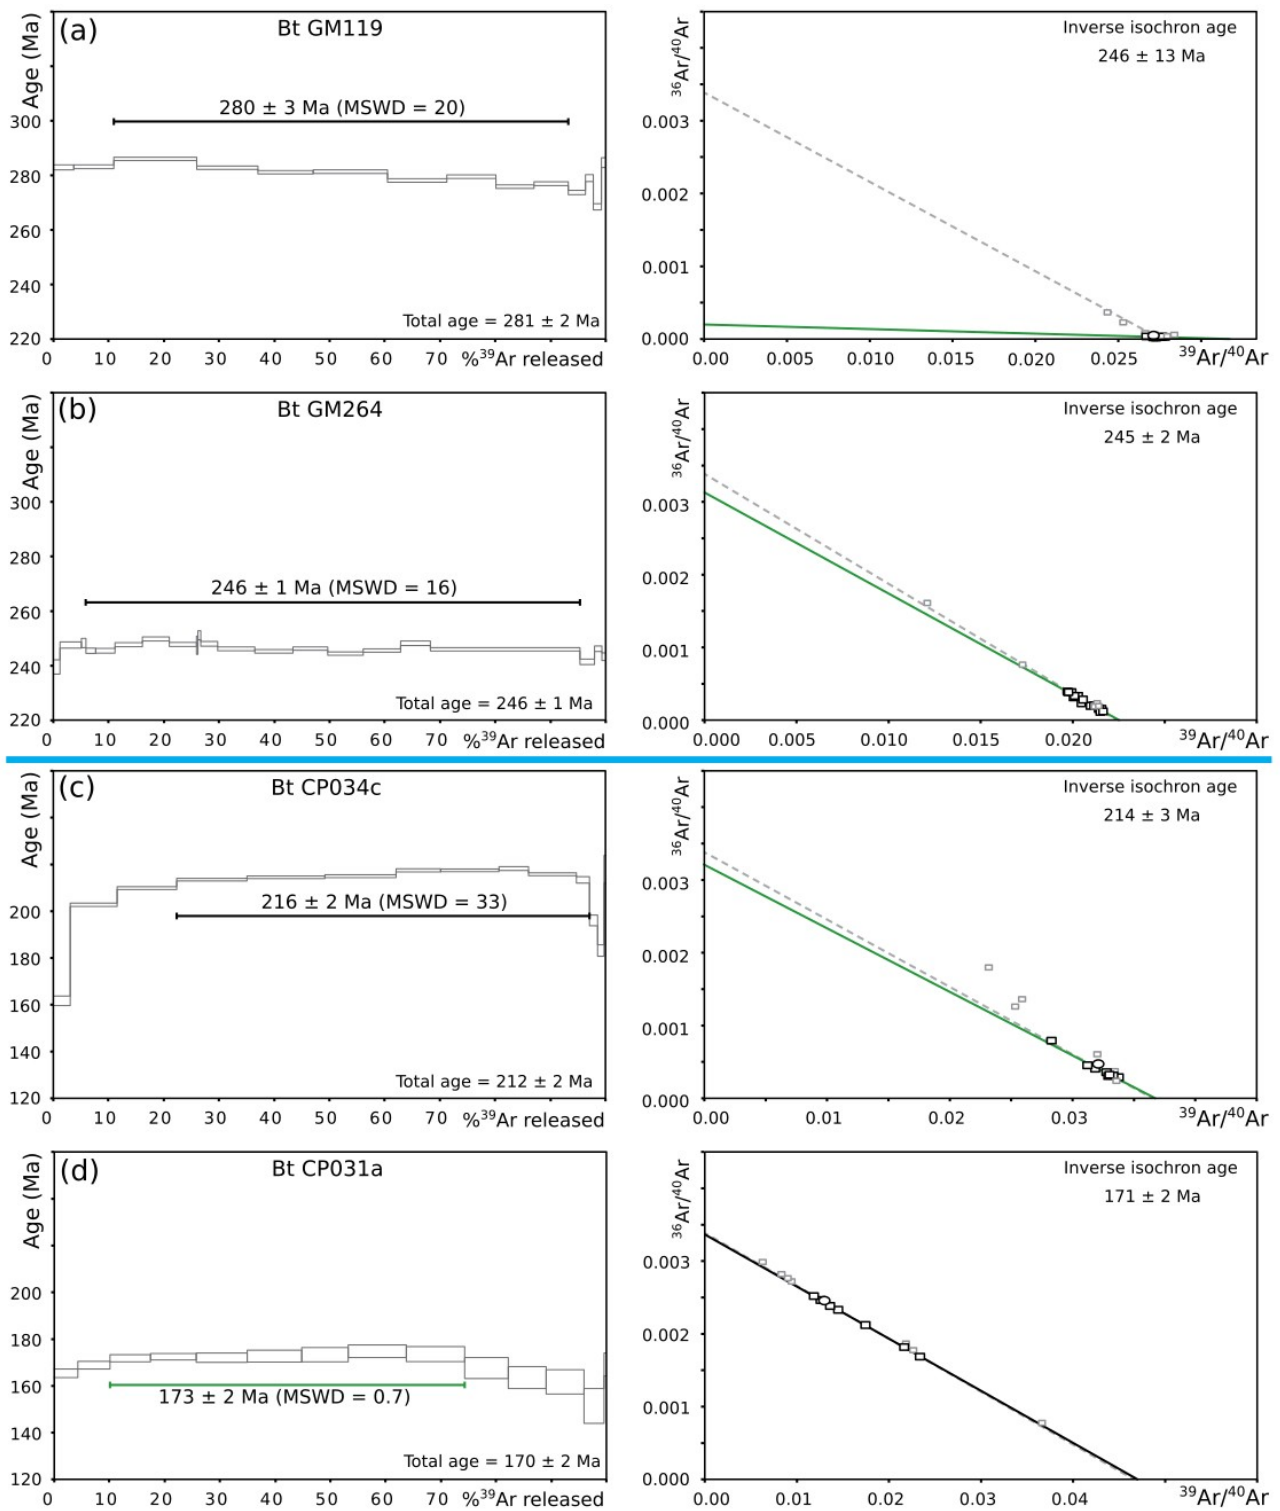 (a)
Bt GM119
Age (Ma)
280 ± 3 Ma (MSWD = 20)
300
280
260
240
220
Total age = 281 ± 2 Ma
0 10 20 30 40 50 60 70 %³⁹Ar released
Inverse isochron age
246 ± 13 Ma
³⁶Ar/⁴⁰Ar
0.003
0.002
0.001
0.000
0.00 0.005 0.010 0.015 0.020 0.025 ³⁹Ar/⁴⁰Ar
(b)
Bt GM264
Age (Ma)
300
280
246 ± 1 Ma (MSWD = 16)
260
240
220
Total age = 246 ± 1 Ma
0 10 20 30 40 50 60 70 %³⁹Ar released
Inverse isochron age
245 ± 2 Ma
³⁶Ar/⁴⁰Ar
0.003
0.002
0.001
0.000
0.000 0.005 0.010 0.015 0.020 ³⁹Ar/⁴⁰Ar
(c)
Bt CP034c
Age (Ma)
216 ± 2 Ma (MSWD = 33)
200
180
160
140
120
Total age = 212 ± 2 Ma
0 10 20 30 40 50 60 70 %³⁹Ar released
Inverse isochron age
214 ± 3 Ma
³⁶Ar/⁴⁰Ar
0.003
0.002
0.001
0.000
0.00 0.01 0.02 0.03 ³⁹Ar/⁴⁰Ar
(d)
Bt CP031a
Age (Ma)
200
180
160
173 ± 2 Ma (MSWD = 0.7)
140
120
Total age = 170 ± 2 Ma
0 10 20 30 40 50 60 70 %³⁹Ar released
Inverse isochron age
171 ± 2 Ma
³⁶Ar/⁴⁰Ar
0.003
0.002
0.001
0.000
0.00 0.01 0.02 0.03 0.04 ³⁹Ar/⁴⁰Ar